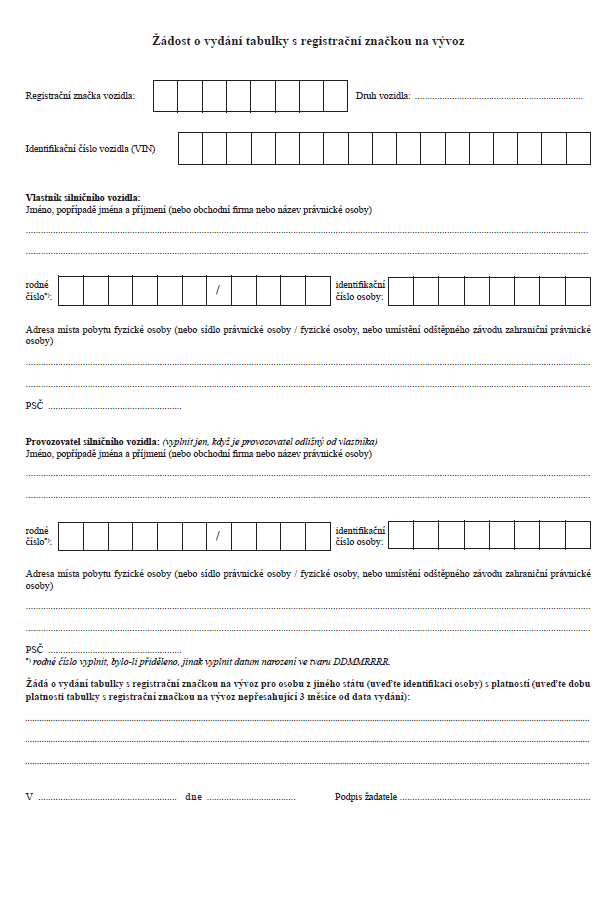 Žádost o vydání tabulky s registrační značkou na vývoz
Registrační značka vozidla: Druh vozidla: ....................................................................
Identifikační číslo vozidla (VIN)
Vlastník silničního vozidla:
Jméno, popřípadě jména a příjmení (nebo obchodní firma nebo název právnické osoby)
rodné číslo*): / identifikační číslo osoby:
Adresa místa pobytu fyzické osoby (nebo sídlo právnické osoby / fyzické osoby, nebo umístění odštěpného závodu zahraniční právnické
osoby)
PSČ ......................................................
Provozovatel silničního vozidla: (vyplnit jen, když je provozovatel odlišný od vlastníka)
Jméno, popřípadě jména a příjmení (nebo obchodní firma nebo název právnické osoby)
rodné číslo*): / identifikační číslo osoby:
Adresa místa pobytu fyzické osoby (nebo sídlo právnické osoby / fyzické osoby, nebo umístění odštěpného závodu zahraniční právnické
osoby)
PSČ ......................................................
*) rodné číslo vyplnit, bylo-li přiděleno, jinak vyplnit datum narození ve tvaru DDMMRRRR.
Žádá o vydání tabulky s registrační značkou na vývoz pro osobu z jiného státu (uveďte identifikaci osoby) s platností (uveďte dobu
platnosti tabulky s registrační značkou na vývoz nepřesahující 3 měsíce od data vydání):
V ........................................................ dne .................................... Podpis žadatele .............................................................................